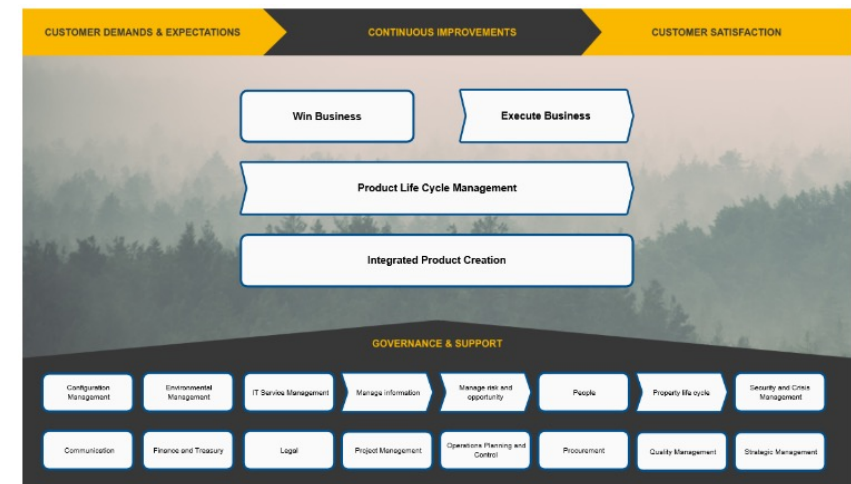 CUSTOMER DEMANDS & EXPECTATIONS
CONTINUOUS IMPROVEMENTS
CUSTOMER SATISFACTION
Win Business
Execute Business
Product Life Cycle Management
Integrated Product Creation
GOVERNANCE & SUPPORT
Configuration
Management
Environmental
Management
IT Service Management
Manage information
Manage risk and
opportunity
People
Property life cycle
Security and Crisis
Management
Communication
Finance and Treasury
Legal
Project Management
Operations Planning and
Control
Procurement
Quality Management
Strategic Management